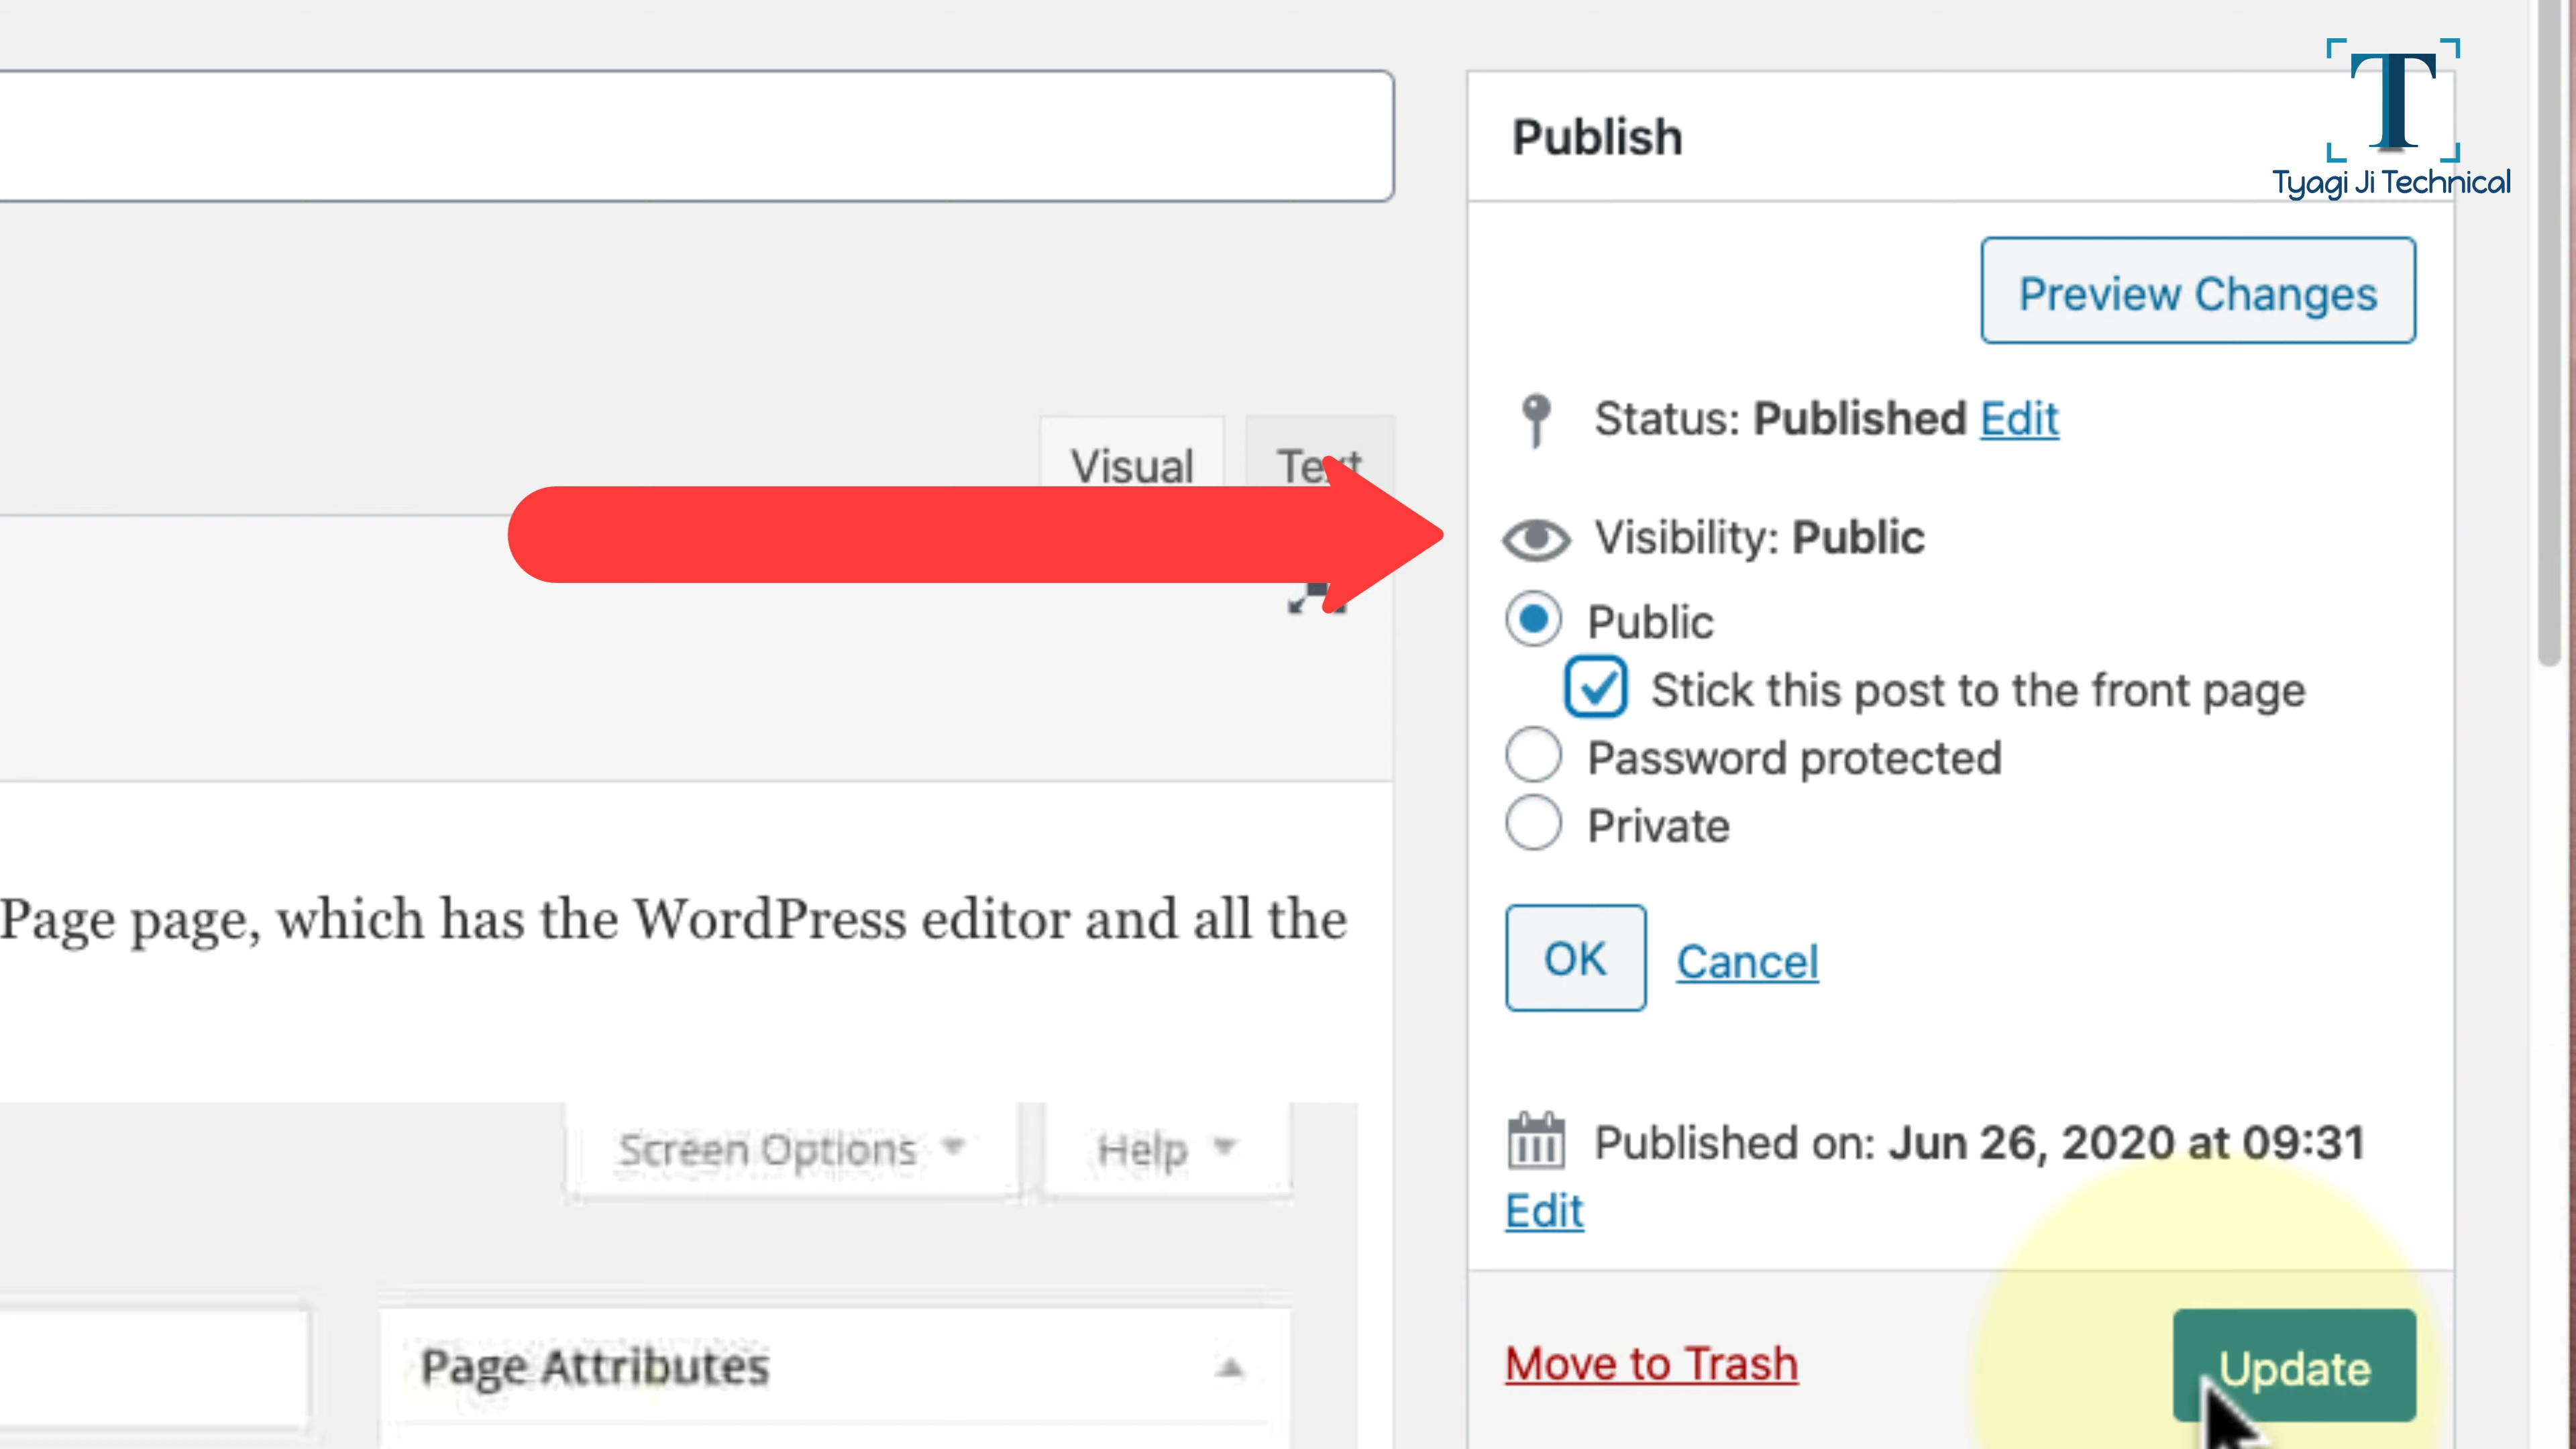 T
Tyagi Ji Technical
Publish
Preview Changes
Status: Published Edit
Visual
Text
Visibility: Public
Public
Stick this post to the front page
Password protected
Private
Page page, which has the WordPress editor and all the
OK Cancel
Screen Options
Help
Published on: Jun 26, 2020 at 09:31
Edit
Page Attributes
Move to Trash
Update